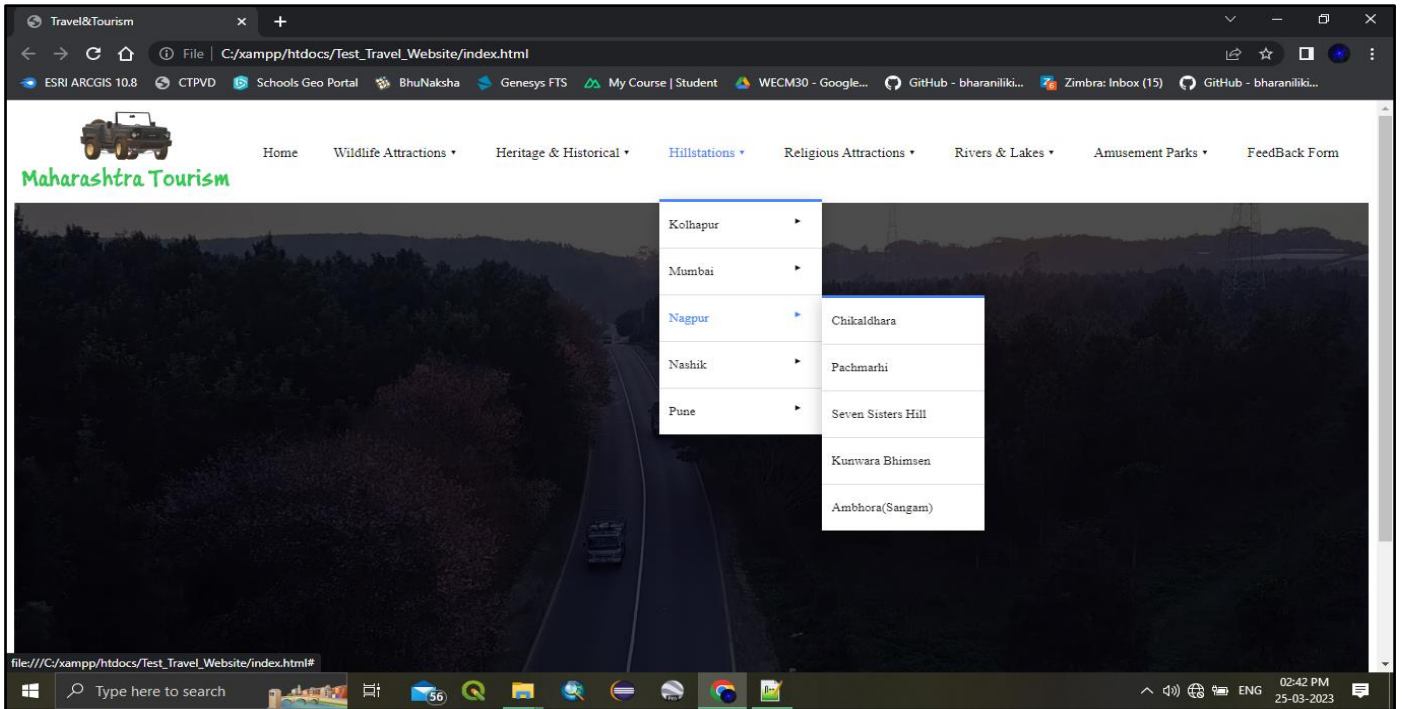 Travel&Tourism
File | C:/xampp/htdocs/Test_Travel_Website/index.html
ESRI ARCGIS 10.8 CTPVD Schools Geo Portal BhuNaksha Genesys FTS My Course | Student WECM30 - Google... GitHub - bharaniliki... Zimbra: Inbox (15) GitHub - bharaniliki...
Maharashtra Tourism
Home Wildlife Attractions Heritage & Historical Hillstations Religious Attractions Rivers & Lakes Amusement Parks FeedBack Form
Kolhapur
Mumbai
Nagpur
Nashik
Pune
Chikaldhara
Pachmarhi
Seven Sisters Hill
Kunwara Bhimsen
Ambhora(Sangam)
file:///C:/xampp/htdocs/Test_Travel_Website/index.html#
Type here to search
56
ENG
02:42 PM
25-03-2023